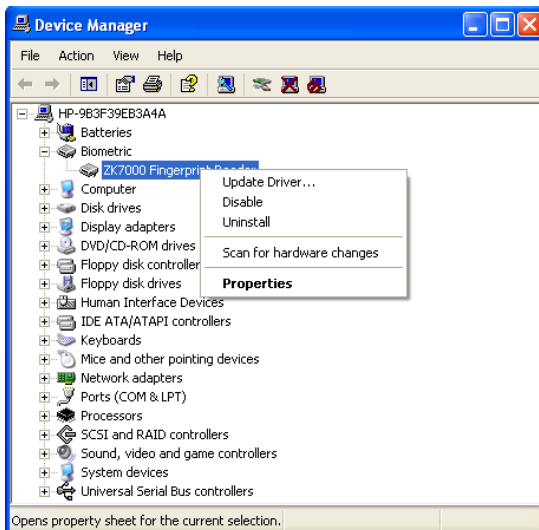 Device Manager
File Action View Help
HP-9B3F39EB3A4A
Batteries
Biometric
ZK7000 Fingerprint Reader
Computer
Disk drives
Display adapters
DVD/CD-ROM drives
Floppy disk controller
Floppy disk drives
Human Interface Devices
IDE ATA/ATAPI controllers
Keyboards
Mice and other pointing devices
Network adapters
Ports (COM & LPT)
Processors
SCSI and RAID controllers
Sound, video and game controllers
System devices
Universal Serial Bus controllers
Update Driver...
Disable
Uninstall
Scan for hardware changes
Properties
Opens property sheet for the current selection.